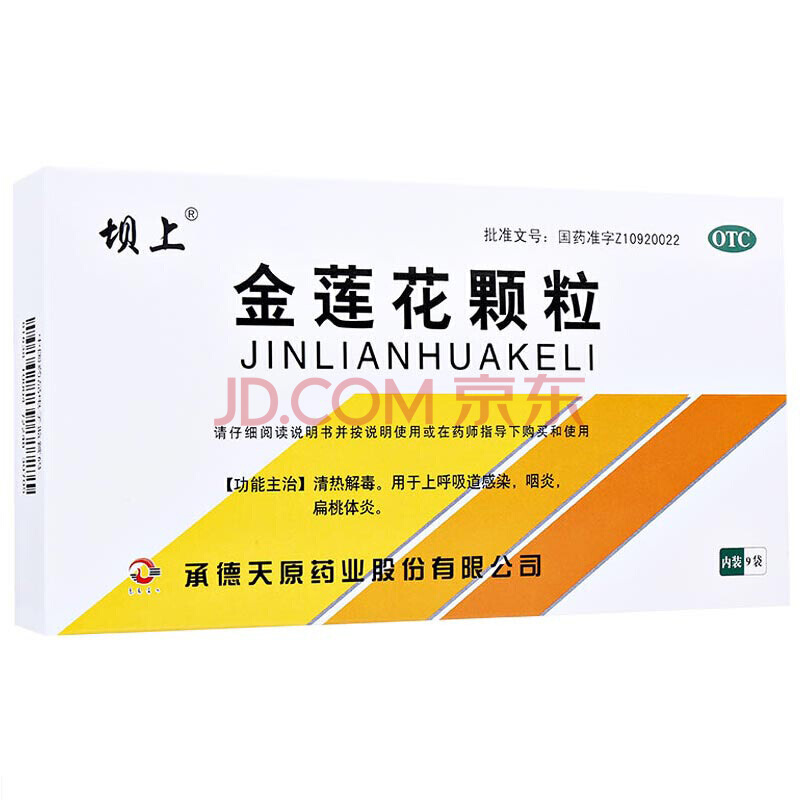 坝上®
批准文号：国药准字Z10920022
OTC
金莲花颗粒
JINLIANHUAKELI
JD.COM 京东
请仔细阅读说明书并按说明使用或在药师指导下购买和使用
【功能主治】清热解毒。用于上呼吸道感染，咽炎，
扁桃体炎。
承德天原药业股份有限公司
内装9袋